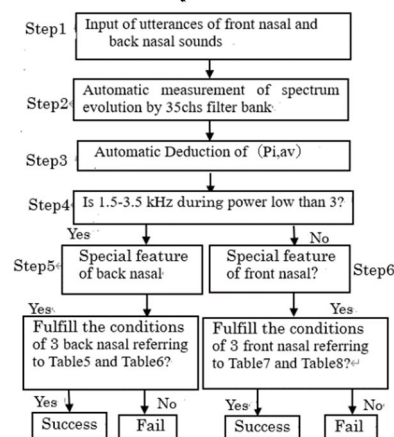 Step1
Input of utterances of front nasal and
back nasal sounds
Step2
Automatic measurement of spectrum
evolution by 35chs filter bank
Step3
Automatic Deduction of (Pi,av)
Step4
Is 1.5-3.5 kHz during power low than 3?
Yes
No
Step5
Special feature
of back nasal
Special feature
of front nasal?
Step6
Yes
Yes
Fulfill the conditions
of 3 back nasal referring
to Table5 and Table6?
Fulfill the conditions
of 3 front nasal referring
to Table7 and Table8?
Yes
No
Yes
No
Success
Fail
Success
Fail